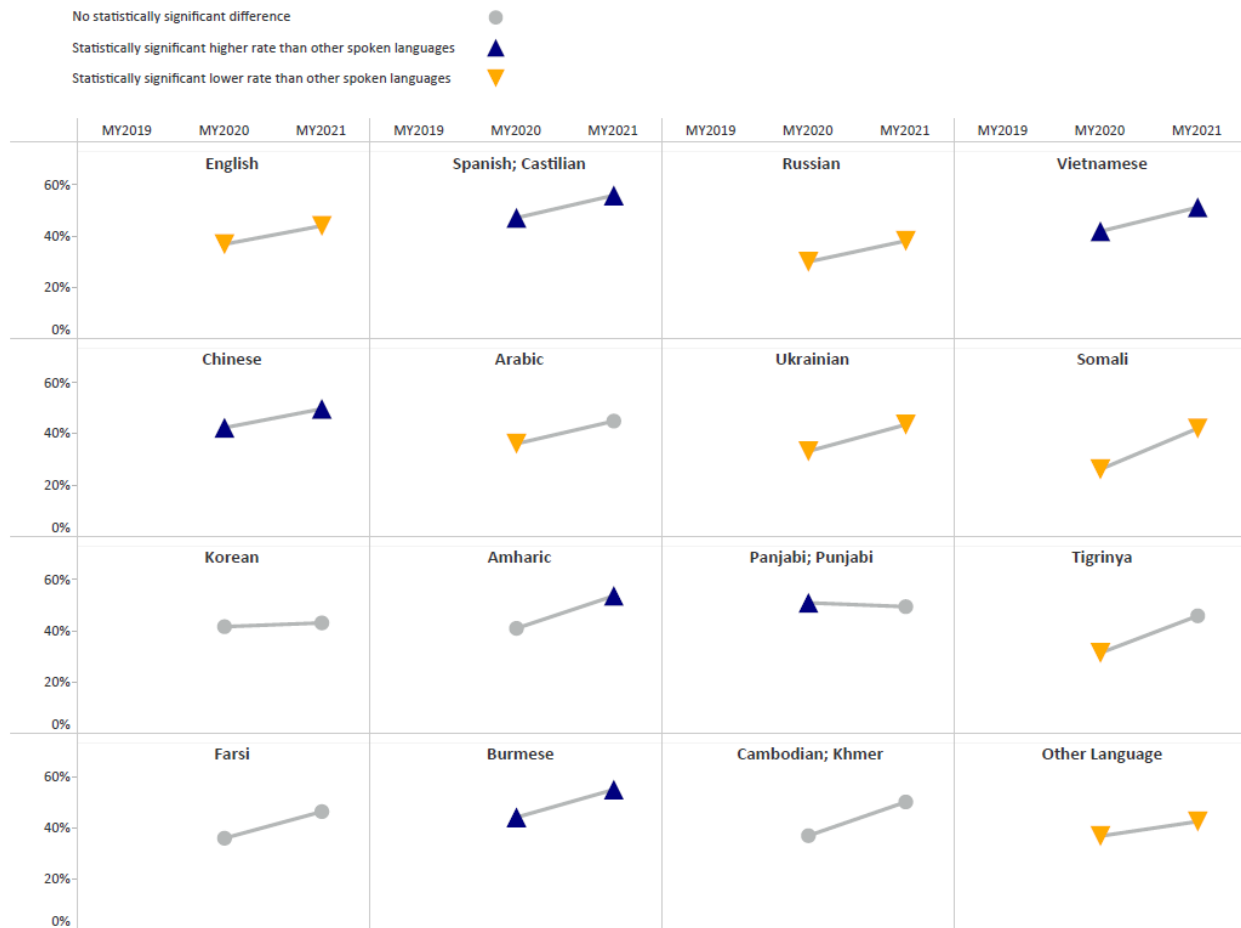 No statistically significant difference
Statistically significant higher rate than other spoken languages
Statistically significant lower rate than other spoken languages
MY2019 MY2020 MY2021 MY2019 MY2020 MY2021 MY2019 MY2020 MY2021 MY2019 MY2020 MY2021
English Spanish; Castilian Russian Vietnamese
60%
40%
20%
0%
Chinese Arabic Ukrainian Somali
60%
40%
20%
0%
Korean Amharic Panjabi; Punjabi Tigrinya
60%
40%
20%
0%
Farsi Burmese Cambodian; Khmer Other Language
60%
40%
20%
0%